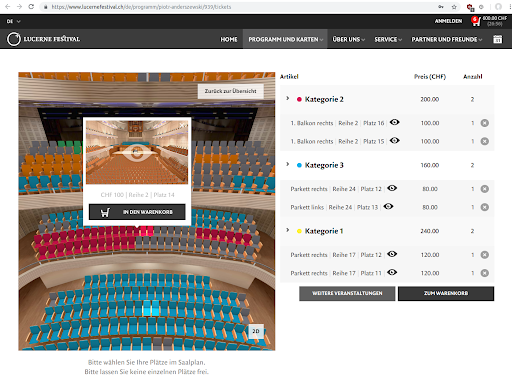 https://www.lucernefestival.ch/de/programm/piotr-anderszewski/939/tickets
DE
ANMELDEN
6
600.00 CHF
LUCERNE FESTIVAL
HOME
PROGRAMM UND KARTEN
ÜBER UNS
SERVICE
PARTNER UND FREUNDE
Zurück zur Übersicht
CHF 100 | Reihe 2 | Platz 14
IN DEN WARENKORB
2D
Bitte wählen Sie Ihre Plätze im Saalplan.
Bitte lassen Sie keine einzelnen Plätze frei.
Artikel Preis (CHF) Anzahl
Kategorie 2 200.00 2
1. Balkon rechts | Reihe 2 | Platz 16 100.00 1
1. Balkon rechts | Reihe 2 | Platz 15 100.00 1
Kategorie 3 160.00 2
Parkett rechts | Reihe 24 | Platz 12 80.00 1
Parkett links | Reihe 24 | Platz 13 80.00 1
Kategorie 1 240.00 2
Parkett rechts | Reihe 17 | Platz 12 120.00 1
Parkett rechts | Reihe 17 | Platz 11 120.00 1
WEITERE VERANSTALTUNGEN
ZUM WARENKORB